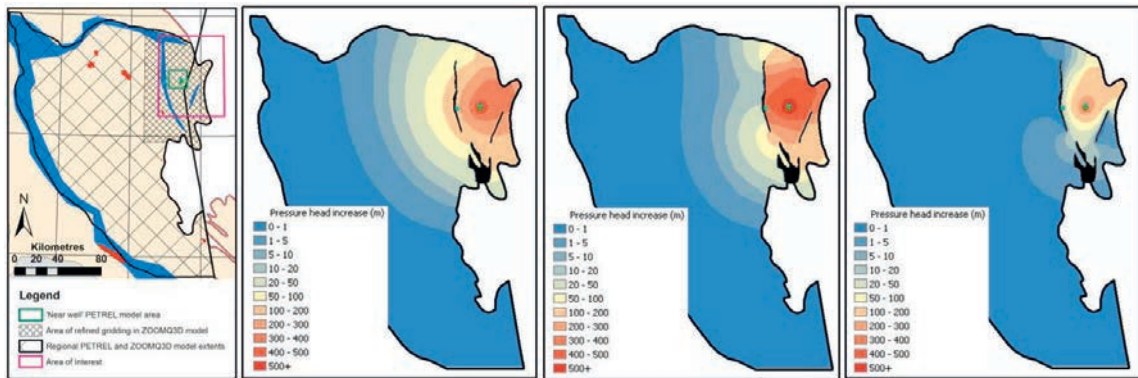 N
Kilometres
0 20 40 80
Legend
'Near well' PETREL model area
Area of refined gridding in ZOOMQ3D model
Regional PETREL and ZOOMQ3D model extents
Area of Interest
Pressure head increase (m)
0 - 1
1 - 5
5 - 10
10 - 20
20 - 50
50 - 100
100 - 200
200 - 300
300 - 400
400 - 500
500+
Pressure head increase (m)
0 - 1
1 - 5
5 - 10
10 - 20
20 - 50
50 - 100
100 - 200
200 - 300
300 - 400
400 - 500
500+
Pressure head increase (m)
0 - 1
1 - 5
5 - 10
10 - 20
20 - 50
50 - 100
100 - 200
200 - 300
300 - 400
400 - 500
500+